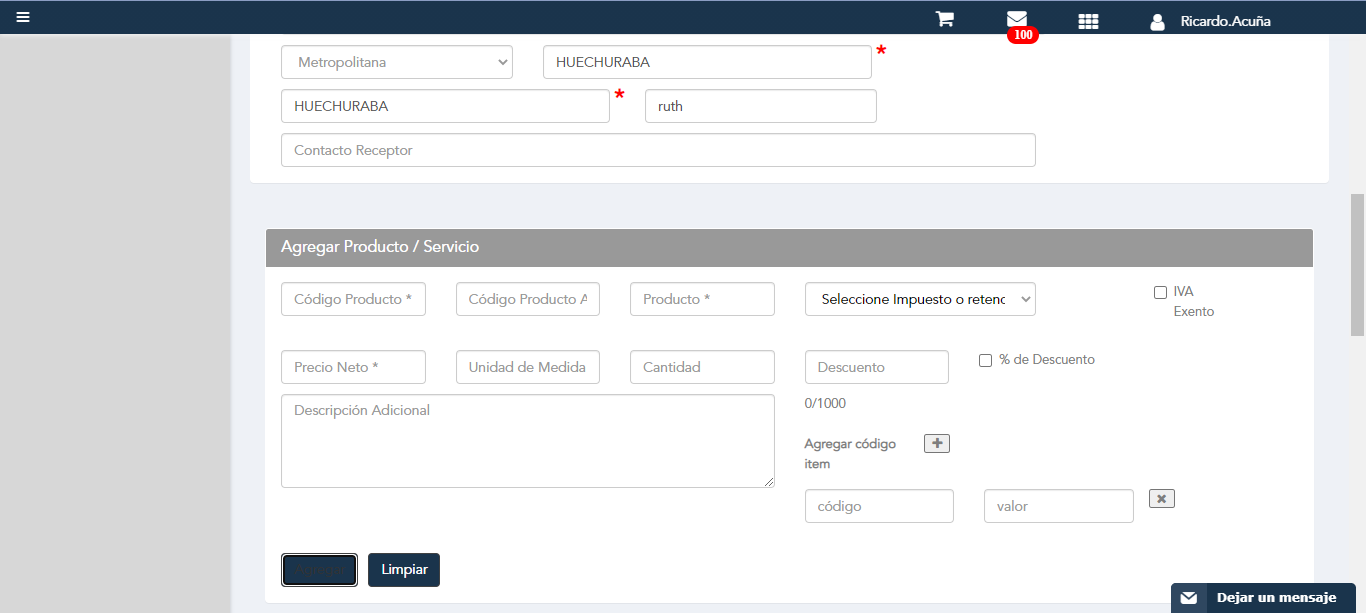 100
Ricardo.Acuña
Metropolitana
HUECHURABA
*
HUECHURABA
*
ruth
Contacto Receptor
Agregar Producto / Servicio
Código Producto *
Código Producto A
Producto *
Seleccione Impuesto o retenc
IVA
Exento
Precio Neto *
Unidad de Medida
Cantidad
Descuento
% de Descuento
Descripción Adicional
0/1000
Agregar código
item
código
valor
Agregar
Limpiar
Dejar un mensaje